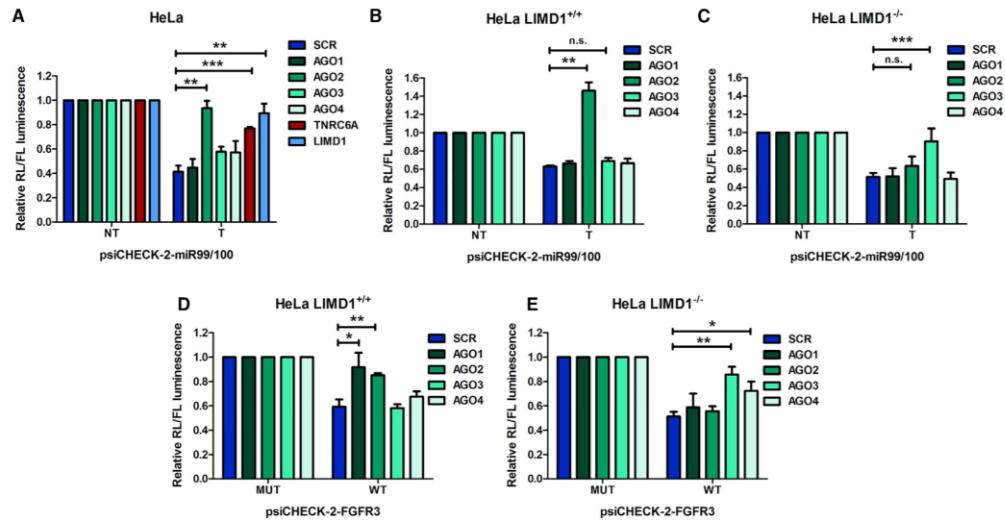 A
HeLa
Relative RL/FL luminescence
1.2
1.0
0.8
0.6
0.4
0.2
0.0
**
***
**
NT
T
psiCHECK-2-miR99/100
SCR
AGO1
AGO2
AGO3
AGO4
TNRC6A
LIMD1
B
HeLa LIMD1+/+
Relative RL/FL luminescence
1.6
1.4
1.2
1.0
0.8
0.6
0.4
0.2
0.0
n.s.
**
NT
T
psiCHECK-2-miR99/100
SCR
AGO1
AGO2
AGO3
AGO4
C
HeLa LIMD1-/-
Relative RL/FL luminescence
1.6
1.4
1.2
1.0
0.8
0.6
0.4
0.2
0.0
***
n.s.
NT
T
psiCHECK-2-miR99/100
SCR
AGO1
AGO2
AGO3
AGO4
D
HeLa LIMD1+/+
Relative RL/FL luminescence
1.2
1.0
0.8
0.6
0.4
0.2
0.0
**
*
MUT
WT
psiCHECK-2-FGFR3
SCR
AGO1
AGO2
AGO3
AGO4
E
HeLa LIMD1-/-
Relative RL/FL luminescence
1.2
1.0
0.8
0.6
0.4
0.2
0.0
*
**
MUT
WT
psiCHECK-2-FGFR3
SCR
AGO1
AGO2
AGO3
AGO4